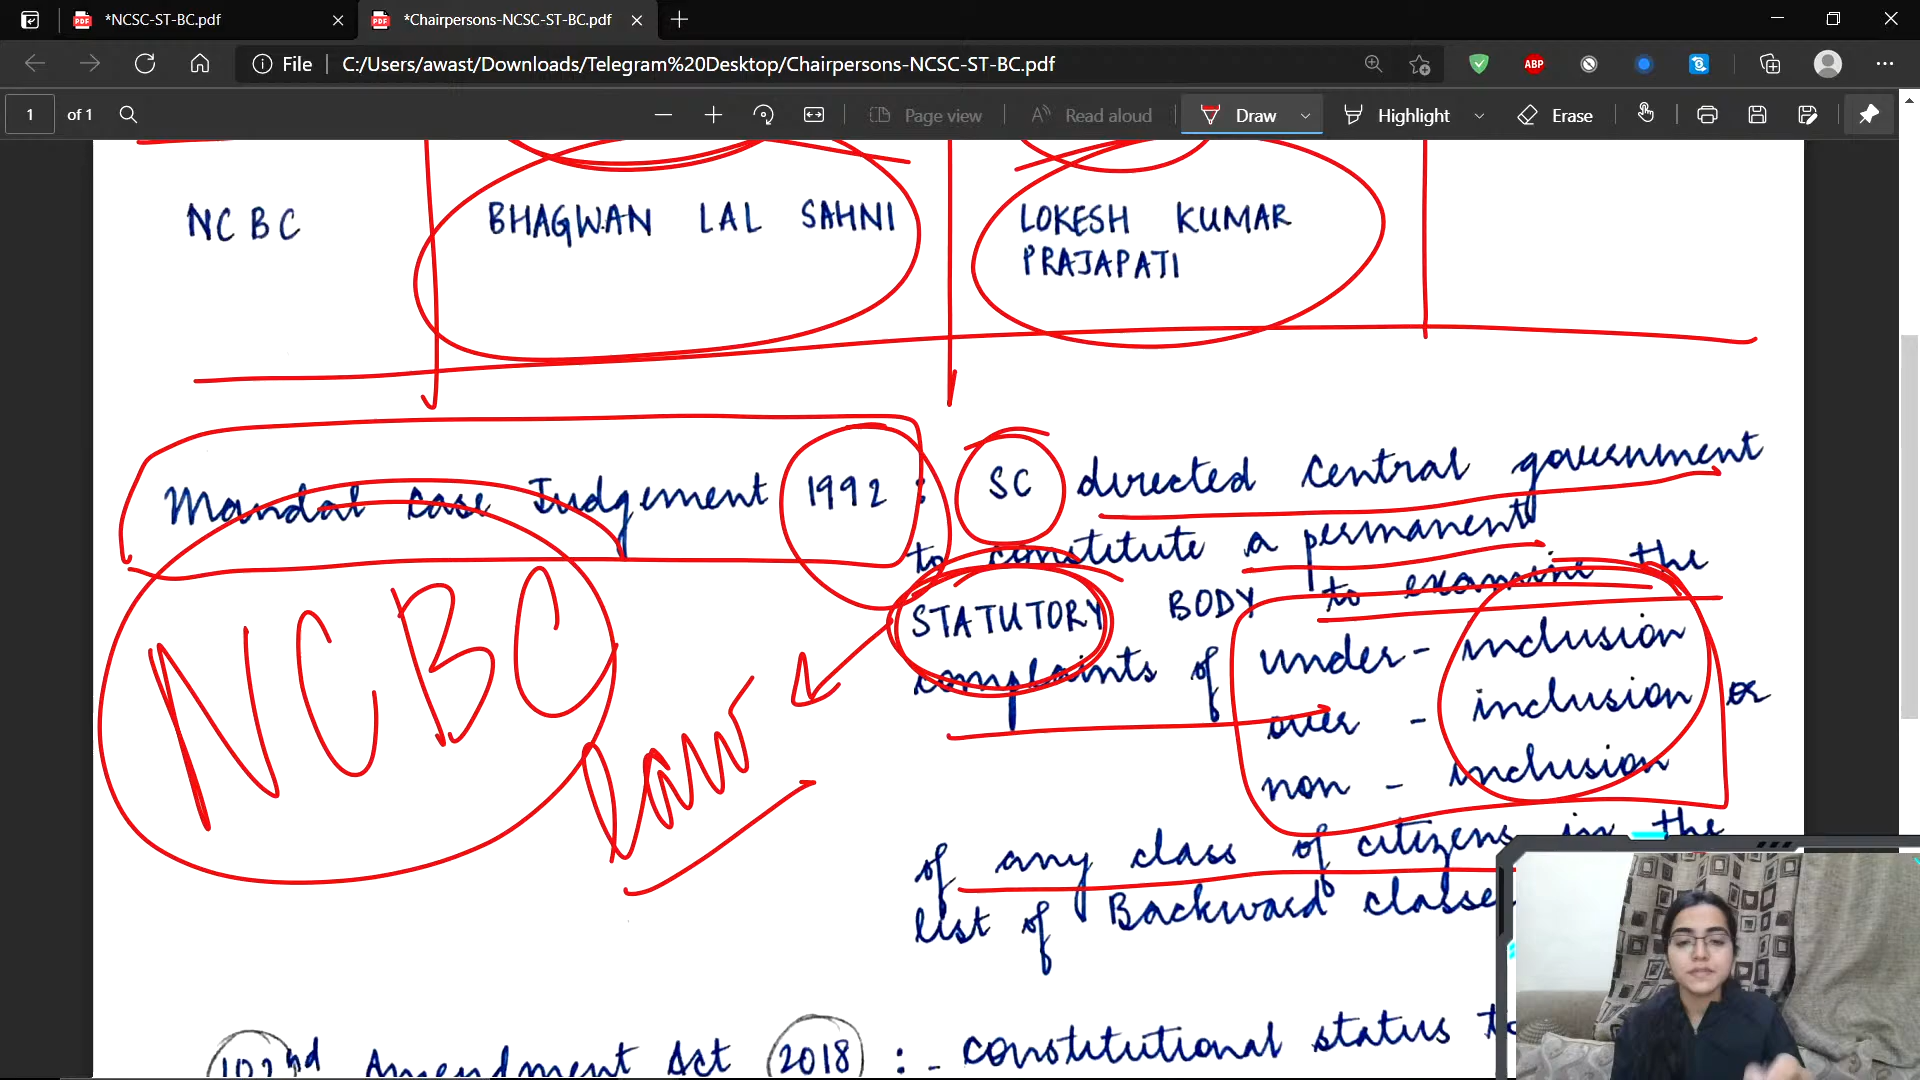 *NCSC-ST-BC.pdf
*Chairpersons-NCSC-ST-BC.pdf
File | C:/Users/awast/Downloads/Telegram%20Desktop/Chairpersons-NCSC-ST-BC.pdf
ABP
1 of 1
Page view
Read aloud
Draw
Highlight
Erase
NCBC BHAGWAN LAL SAHNI LOKESH KUMAR
PRAJAPATI
Mandal Case Judgement 1992 : SC directed central government
to constitute a permanent
STATUTORY BODY to examine the
complaints of under - inclusion
over - inclusion or
non - inclusion
of any class of citizens in the
list of Backward classes
NCBC
Law
102nd Amendment Act 2018 : - constitutional status